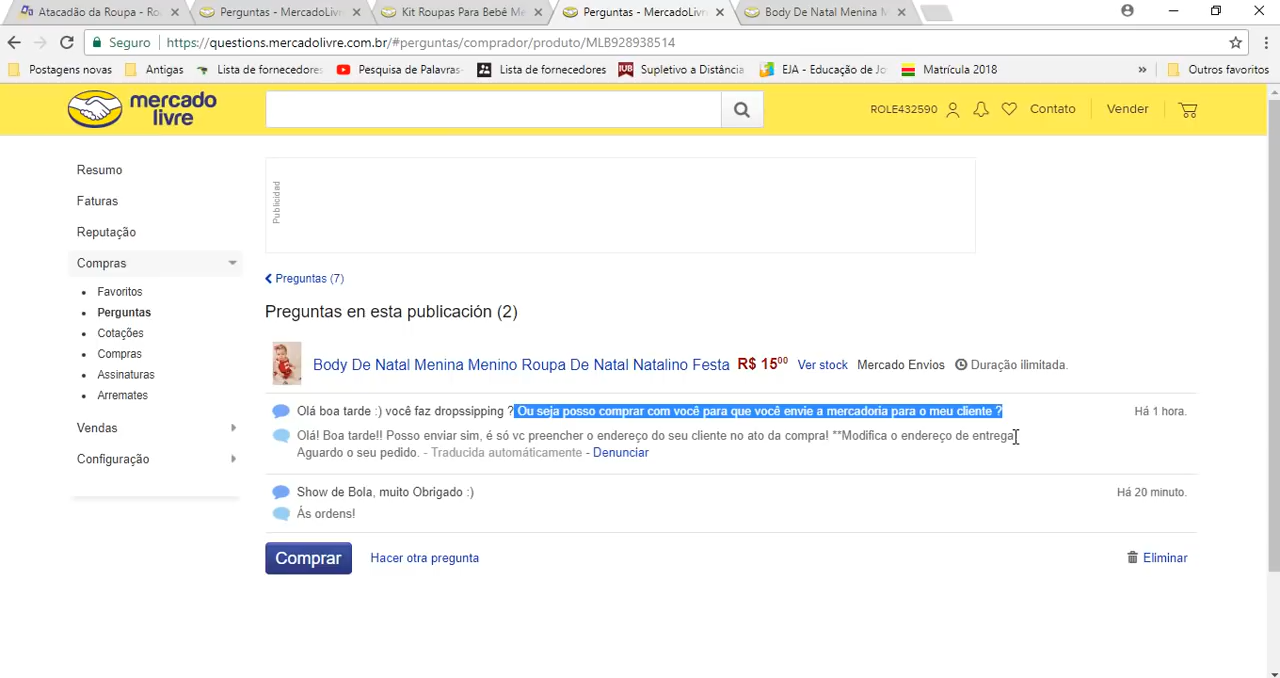 Atacadão da Roupa - Ro
Perguntas - MercadoLiv
Kit Roupas Para Bebê Me
Perguntas - MercadoLivr
Body De Natal Menina M
Seguro
https://questions.mercadolivre.com.br/#perguntas/comprador/produto/MLB928938514
Postagens novas
Antigas
Lista de fornecedores
Pesquisa de Palavras-
Lista de fornecedores
IUB
Supletivo a Distância
EJA - Educação de Jo
Matrícula 2018
»
Outros favoritos
mercado
livre
ROLE432590
Contato
Vender
Resumo
Faturas
Reputação
Compras
Favoritos
Perguntas
Cotações
Compras
Assinaturas
Arremates
Vendas
Configuração
Publicidad
Preguntas (7)
Preguntas en esta publicación (2)
Body De Natal Menina Menino Roupa De Natal Natalino Festa R$ 15⁰⁰ Ver stock Mercado Envios Duração ilimitada.
Olá boa tarde :) você faz dropssipping ? Ou seja posso comprar com você para que você envie a mercadoria para o meu cliente ? Há 1 hora.
Olá! Boa tarde!! Posso enviar sim, é só vc preencher o endereço do seu cliente no ato da compra! **Modifica o endereço de entrega
Aguardo o seu pedido. - Traducida automáticamente - Denunciar
Show de Bola, muito Obrigado :) Há 20 minuto.
Ás ordens!
Comprar Hacer otra pregunta Eliminar